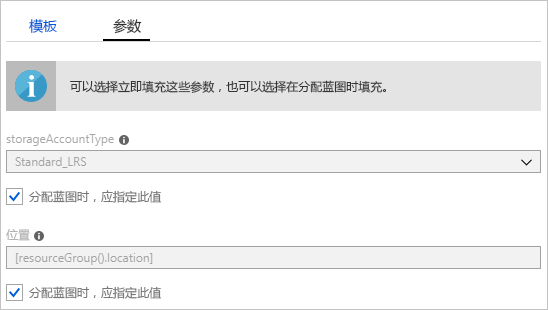 模板 参数
可以选择立即填充这些参数，也可以选择在分配蓝图时填充。
storageAccountType
Standard_LRS
分配蓝图时，应指定此值
位置
[resourceGroup().location]
分配蓝图时，应指定此值